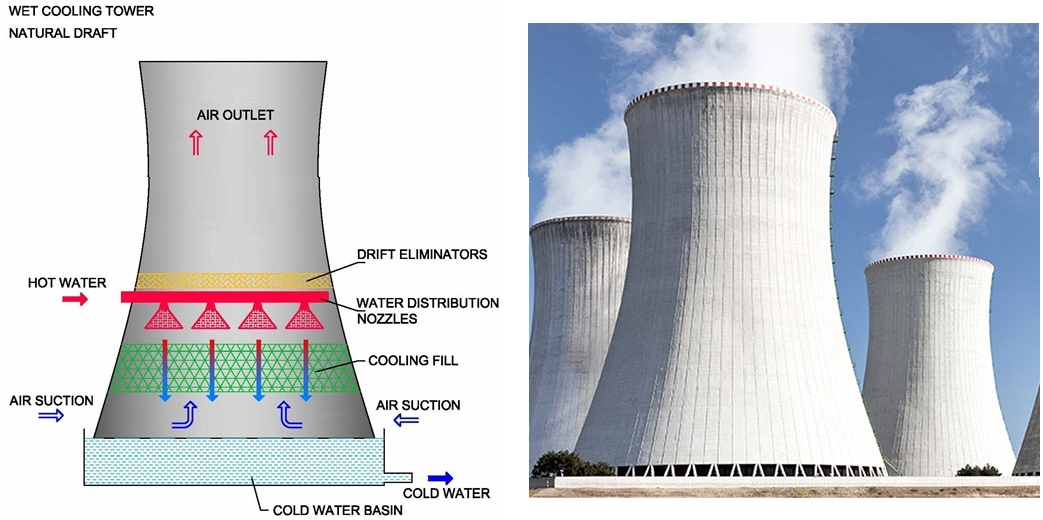 WET COOLING TOWER
NATURAL DRAFT
AIR OUTLET
DRIFT ELIMINATORS
HOT WATER
WATER DISTRIBUTION
NOZZLES
COOLING FILL
AIR SUCTION
AIR SUCTION
COLD WATER
COLD WATER BASIN